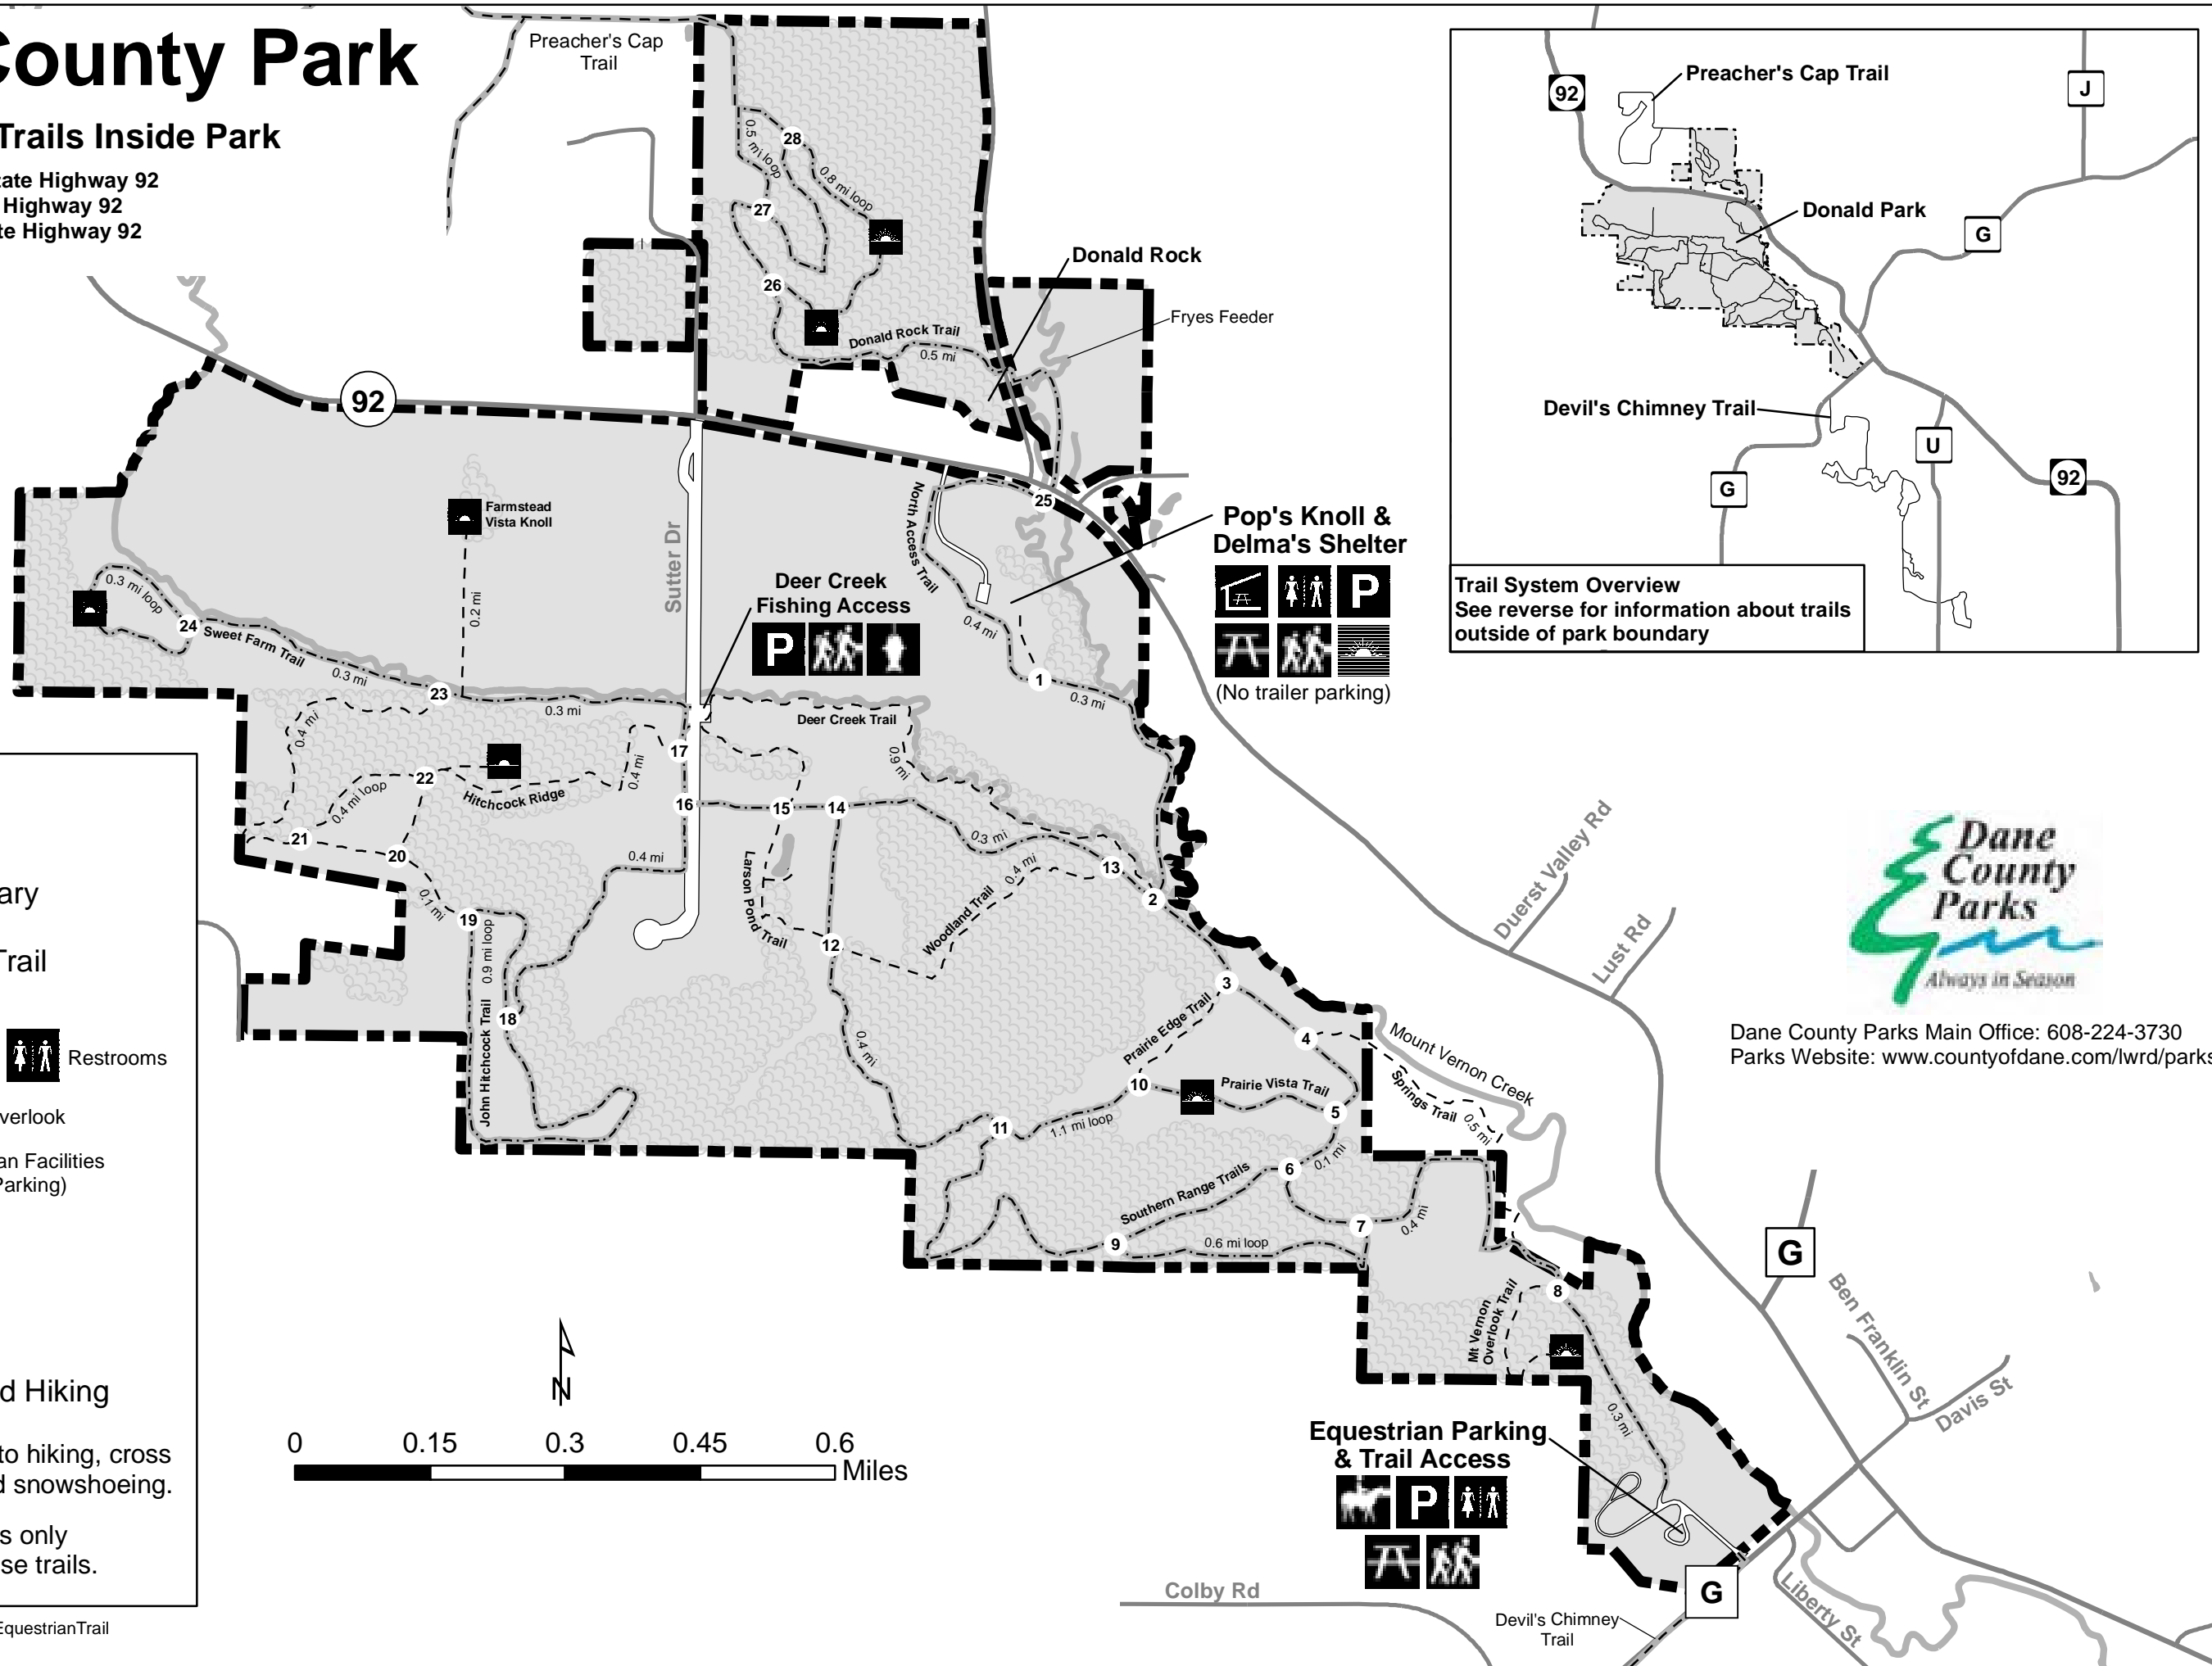 County Park
Trails Inside Park
tate Highway 92
Highway 92
te Highway 92
Preacher's Cap
Trail
28
0.5 mi loop
0.8 mi loop
27
26
Donald Rock Trail
0.5 mi
Donald Rock
Fryes Feeder
92
Farmstead
Vista Knoll
0.2 mi
Sutter Dr
North Access Trail
25
Pop's Knoll &
Delma's Shelter
P
(No trailer parking)
Deer Creek
Fishing Access
P
0.4 mi
1
0.3 mi
0.3 mi loop
24
Sweet Farm Trail
0.3 mi
23
0.3 mi
Deer Creek Trail
0.9 mi
0.4 mi
17
22
0.4 mi loop
Hitchcock Ridge
0.4 mi
16
15
14
21
20
0.3 mi
0.4 mi
13
0.1 mi
19
Larson Pond Trail
Woodland Trail
0.4 mi
2
12
0.9 mi loop
18
John Hitchcock Trail
3
4
Prairie Edge Trail
0.4 mi
10
Prairie Vista Trail
5
Mount Vernon Creek
Springs Trail
0.5 mi
11
1.1 mi loop
6
0.1 mi
Southern Range Trails
7
0.4 mi
9
0.6 mi loop
8
Mt Vernon
Overlook Trail
0.3 mi
Equestrian Parking
& Trail Access
P
Colby Rd
Devil's Chimney
Trail
G
Liberty St
Davis St
Ben Franklin St
G
Lust Rd
Duerst Valley Rd
N
0 0.15 0.3 0.45 0.6
Miles
ary
Trail
Restrooms
verlook
an Facilities
Parking)
d Hiking
to hiking, cross
d snowshoeing.
s only
se trails.
EquestrianTrail
92
Preacher's Cap Trail
J
Donald Park
G
Devil's Chimney Trail
U
G
92
Trail System Overview
See reverse for information about trails
outside of park boundary
Dane
County
Parks
Always in Season
Dane County Parks Main Office: 608-224-3730
Parks Website: www.countyofdane.com/lwrd/parks